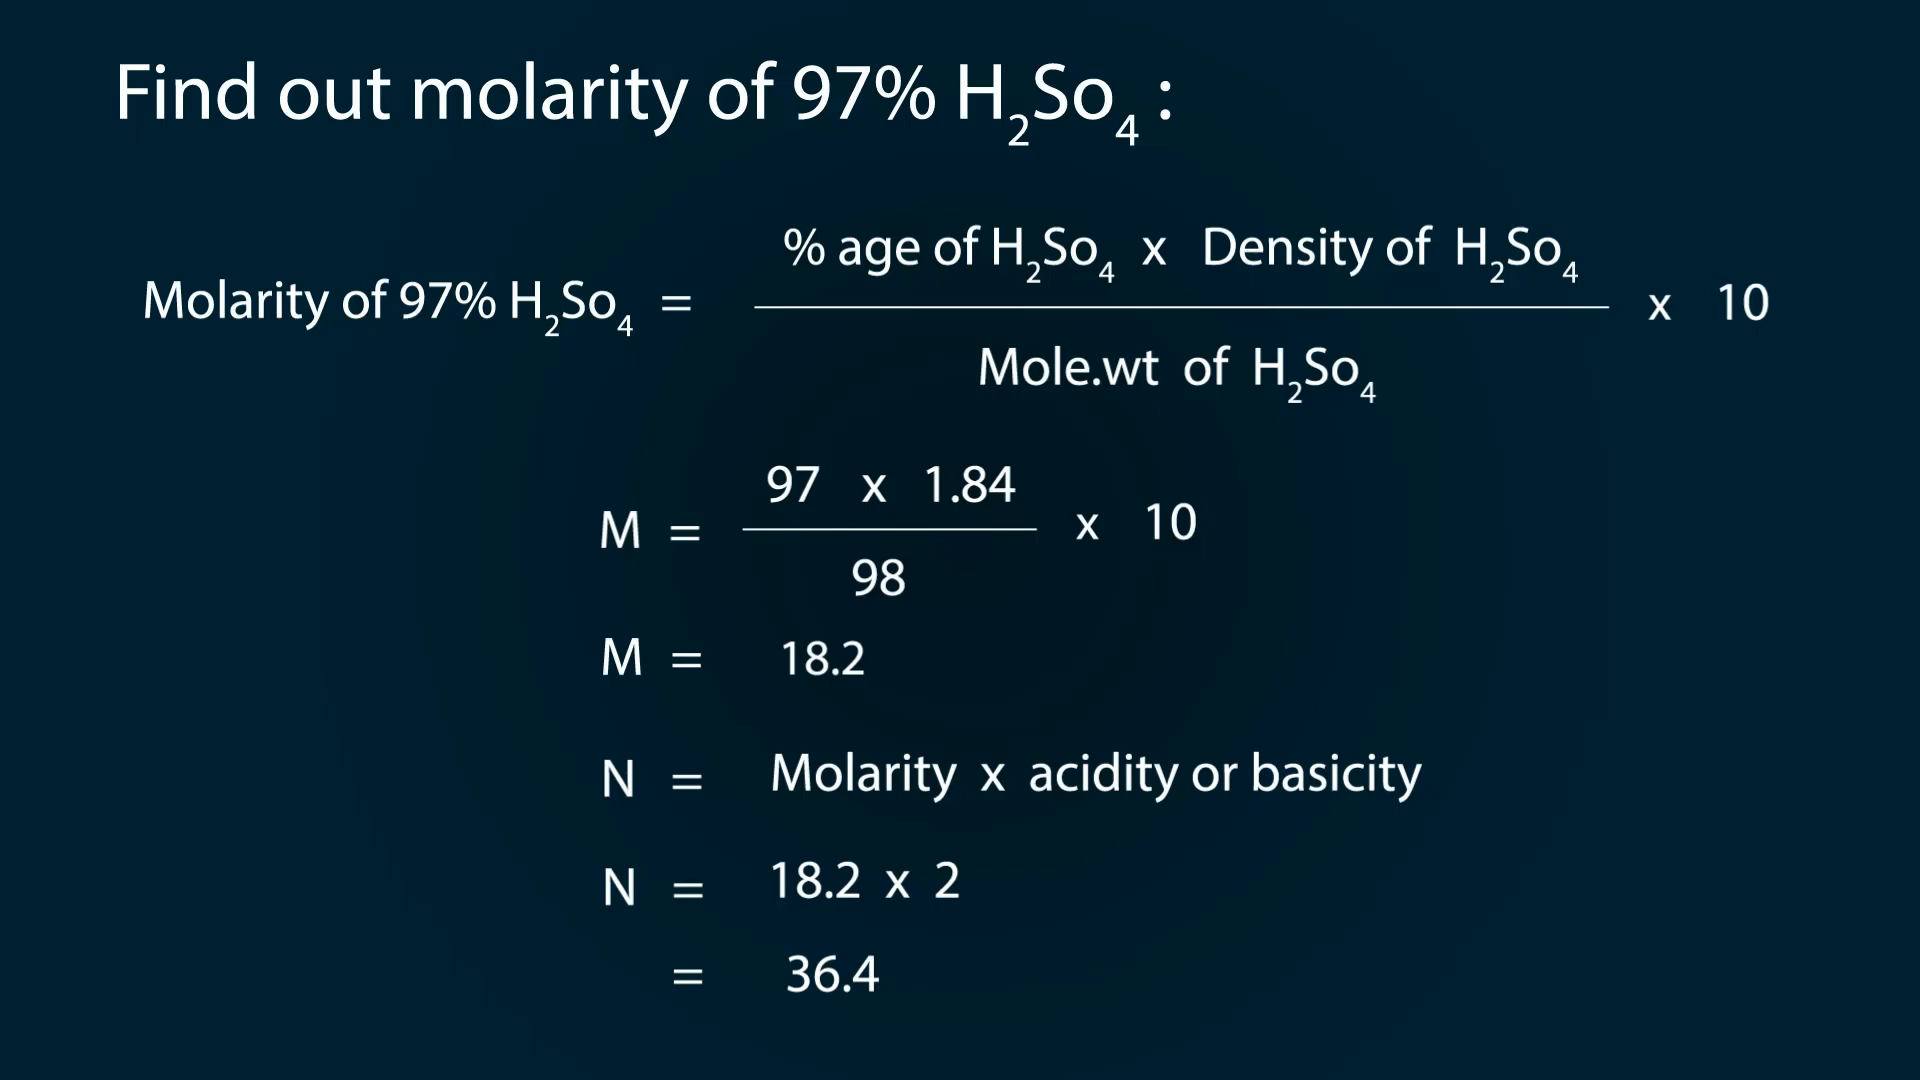 Find out molarity of 97% H₂So₄ :
% age of H₂So₄ x Density of H₂So₄
Molarity of 97% H₂So₄ = x 10
Mole.wt of H₂So₄
97 x 1.84
M = x 10
98
M = 18.2
N = Molarity x acidity or basicity
N = 18.2 x 2
= 36.4